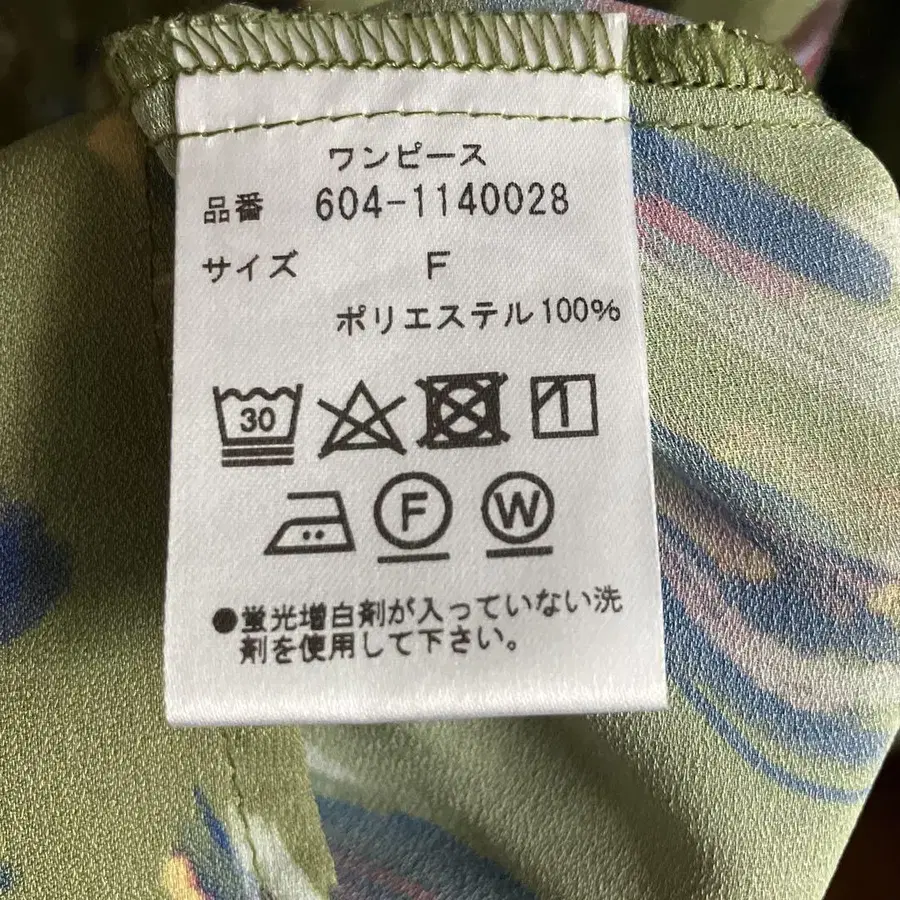 ワンピース
品番 604-1140028
サイズ F
ポリエステル100%
30
F W
●蛍光増白剤が入っていない洗
剤を使用して下さい。